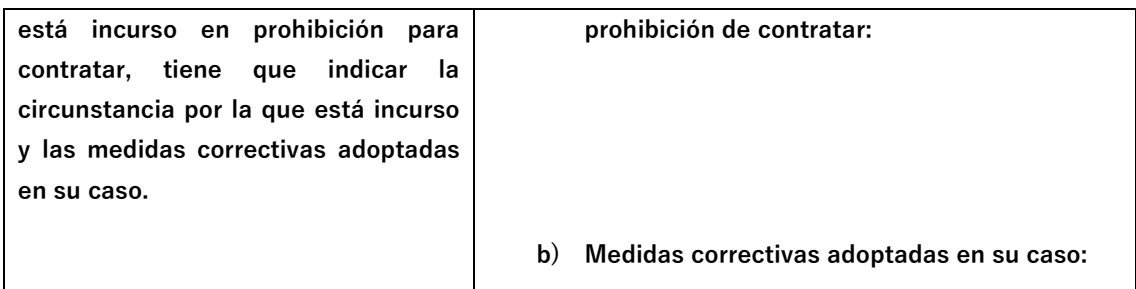 está incurso en prohibición para
contratar, tiene que indicar la
circunstancia por la que está incurso
y las medidas correctivas adoptadas
en su caso.
prohibición de contratar:
b) Medidas correctivas adoptadas en su caso: